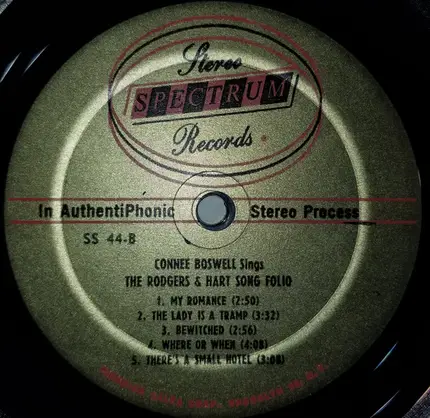 Stereo
SPECTRUM
Records
In AuthentiPhonic Stereo Process
SS 44-B
CONNEE BOSWELL Sings
THE RODGERS & HART SONG FOLIO
1. MY ROMANCE (2:50)
2. THE LADY IS A TRAMP (3:32)
3. BEWITCHED (2:56)
4. WHERE OR WHEN (4:08)
5. THERE'S A SMALL HOTEL (3:08)